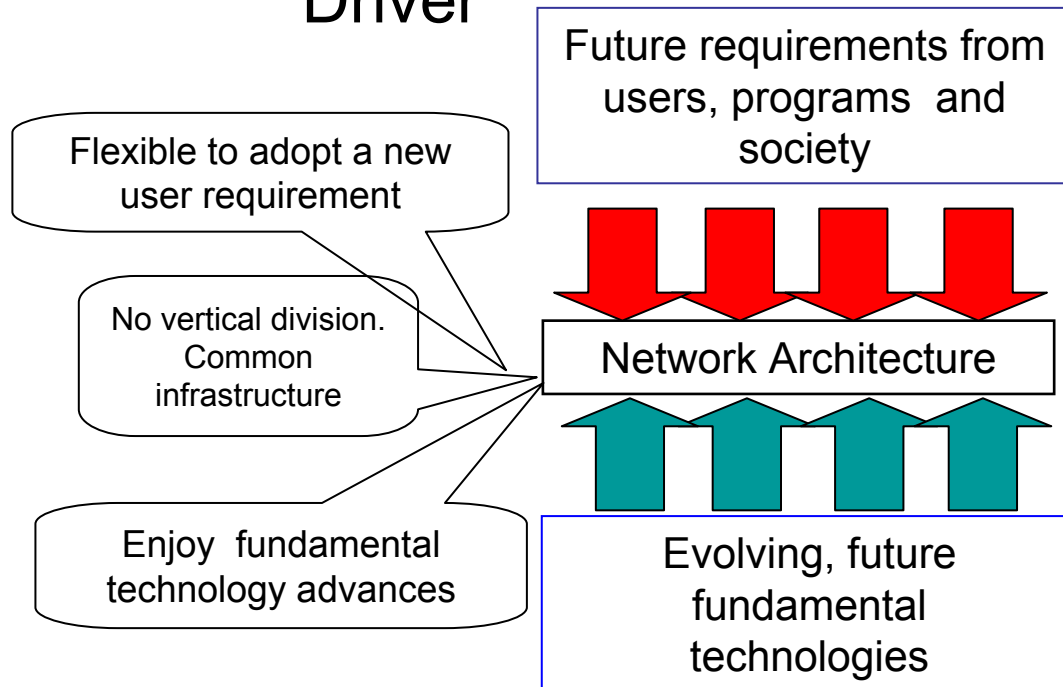 Driver
Future requirements from
users, programs and
society
Flexible to adopt a new
user requirement
No vertical division.
Common
infrastructure
Network Architecture
Enjoy fundamental
technology advances
Evolving, future
fundamental
technologies